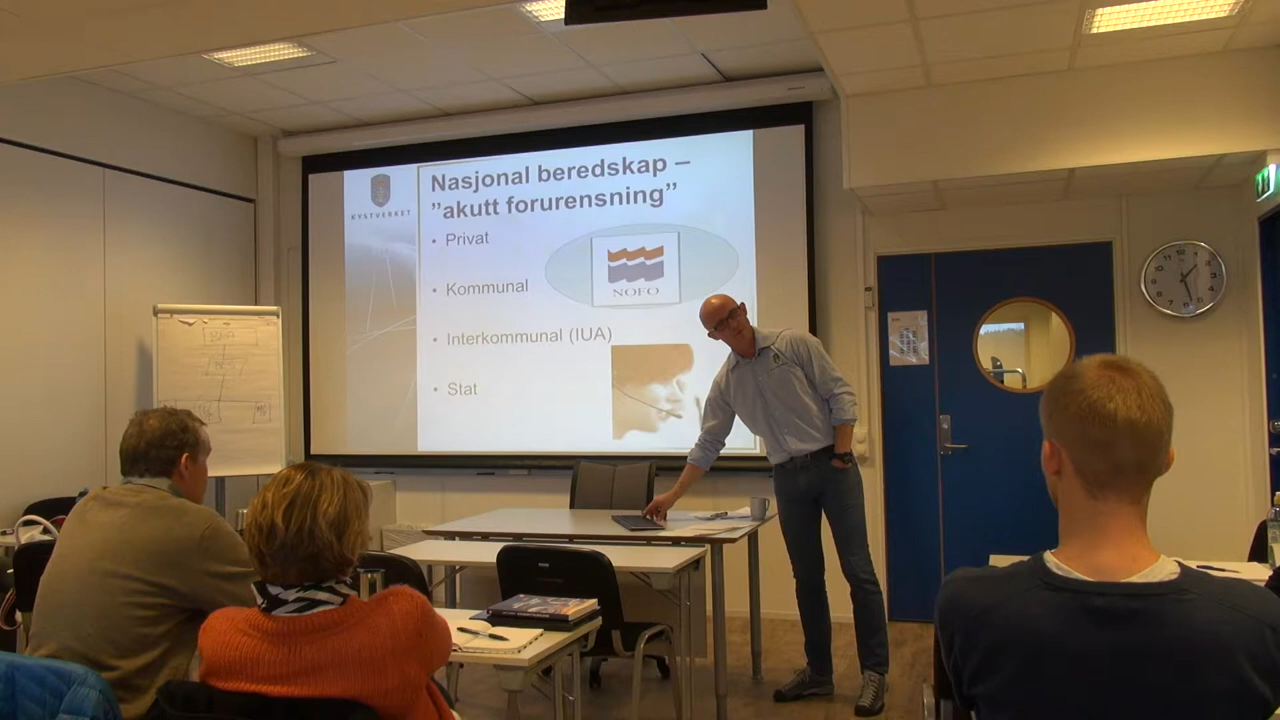 KYSTVERKET
Nasjonal beredskap –
”akutt forurensning”
• Privat
• Kommunal
• Interkommunal (IUA)
• Stat
NOFO